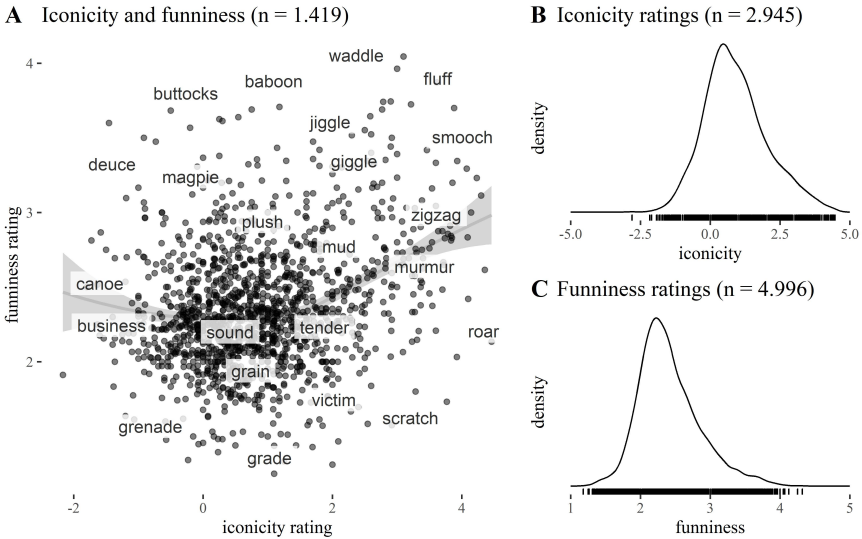 A Iconicity and funniness (n = 1.419)
waddle
fluff
baboon
buttocks
jiggle
smooch
deuce
giggle
magpie
zigzag
plush
mud
murmur
canoe
business
sound
tender
roar
grain
victim
scratch
grenade
grade
4
3
2
funniness rating
-2 0 2 4
iconicity rating
B Iconicity ratings (n = 2.945)
density
-5.0 -2.5 0.0 2.5 5.0
iconicity
C Funniness ratings (n = 4.996)
density
1 2 3 4 5
funniness